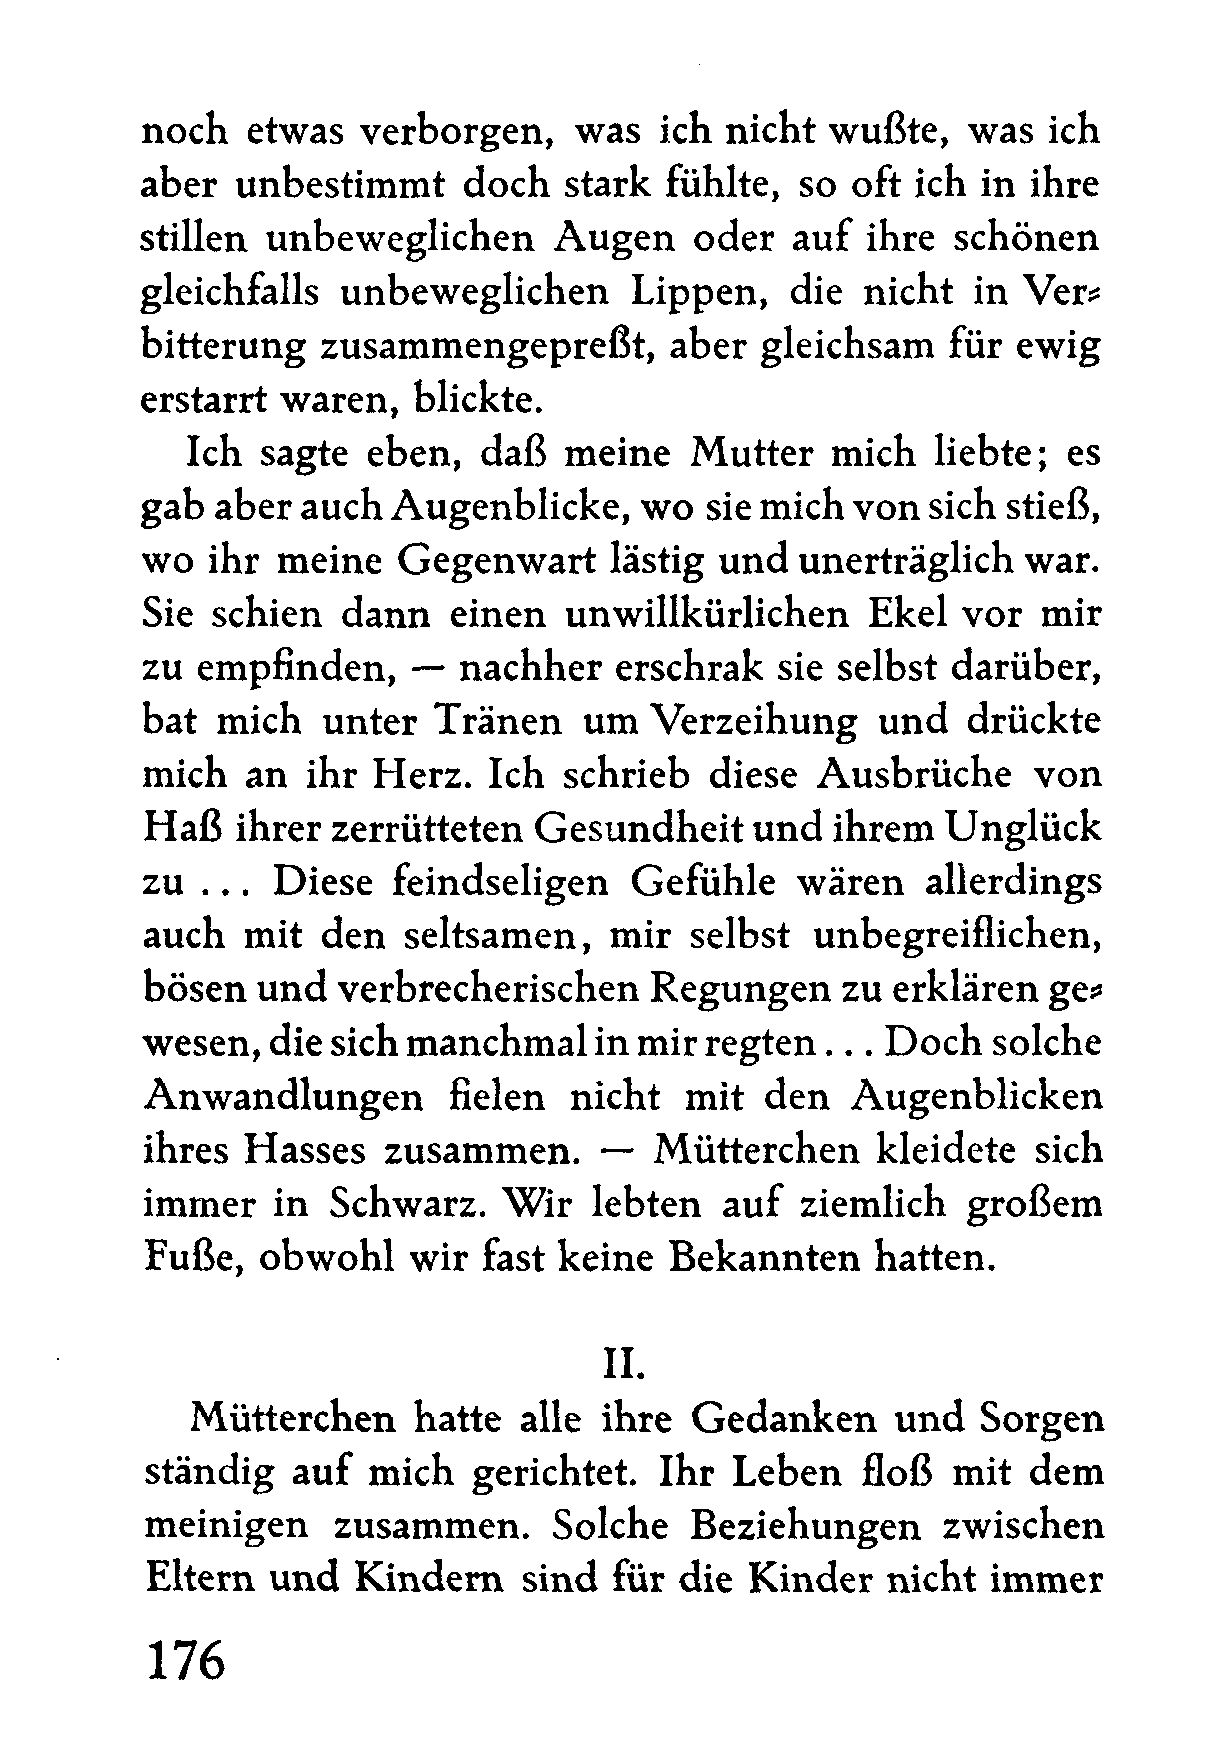 noch etwas verborgen, was ich nicht wußte, was ich
aber unbestimmt doch stark fühlte, so oft ich in ihre
stillen unbeweglichen Augen oder auf ihre schönen
gleichfalls unbeweglichen Lippen, die nicht in Ver⸗
bitterung zusammengepreßt, aber gleichsam für ewig
erstarrt waren, blickte.
Ich sagte eben, daß meine Mutter mich liebte; es
gab aber auch Augenblicke, wo sie mich von sich stieß,
wo ihr meine Gegenwart lästig und unerträglich war.
Sie schien dann einen unwillkürlichen Ekel vor mir
zu empfinden, — nachher erschrak sie selbst darüber,
bat mich unter Tränen um Verzeihung und drückte
mich an ihr Herz. Ich schrieb diese Ausbrüche von
Haß ihrer zerrütteten Gesundheit und ihrem Unglück
zu ... Diese feindseligen Gefühle wären allerdings
auch mit den seltsamen, mir selbst unbegreiflichen,
bösen und verbrecherischen Regungen zu erklären ge⸗
wesen, die sich manchmal in mir regten ... Doch solche
Anwandlungen fielen nicht mit den Augenblicken
ihres Hasses zusammen. — Mütterchen kleidete sich
immer in Schwarz. Wir lebten auf ziemlich großem
Fuße, obwohl wir fast keine Bekannten hatten.
II.
Mütterchen hatte alle ihre Gedanken und Sorgen
ständig auf mich gerichtet. Ihr Leben floß mit dem
meinigen zusammen. Solche Beziehungen zwischen
Eltern und Kindern sind für die Kinder nicht immer
176